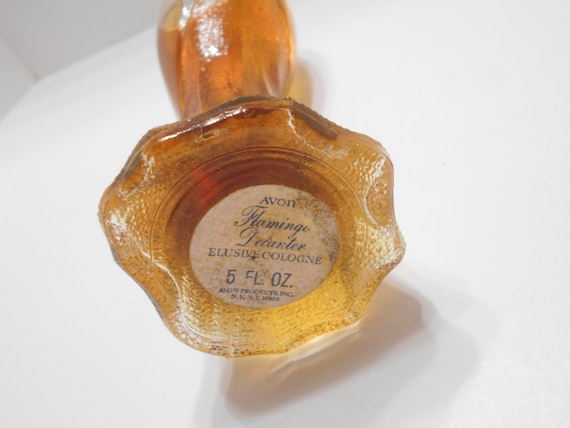 Avon
Flamingo
Decanter
ELUSIVE COLOGNE
5 FL. OZ.
AVON PRODUCTS, INC.
N.Y., N.Y.